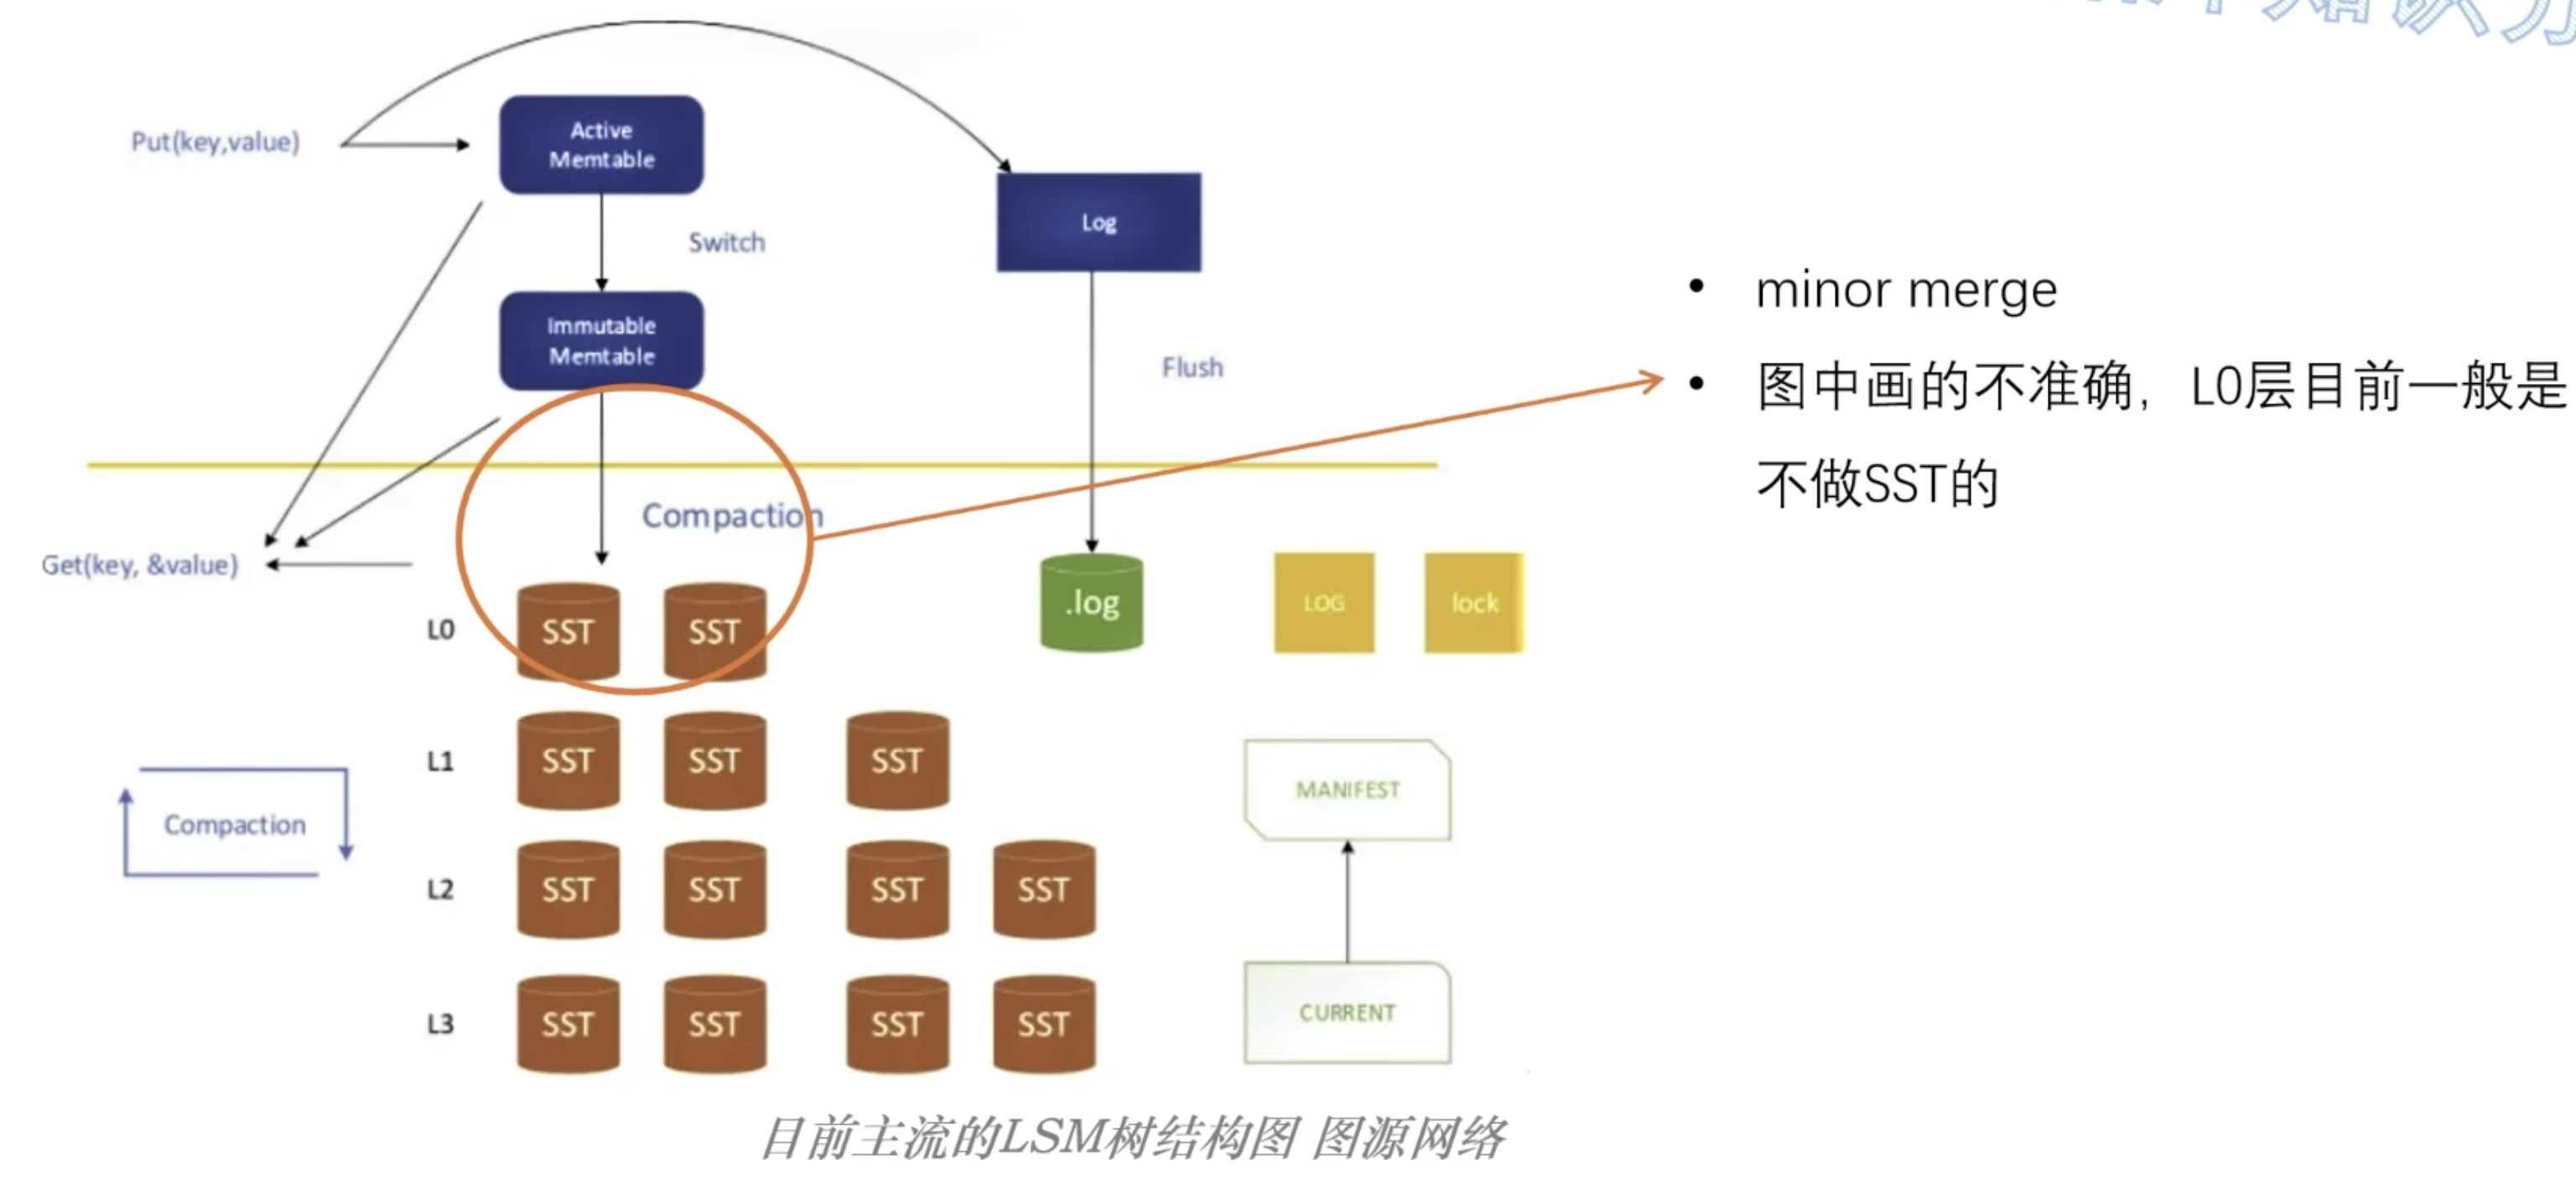 Put(key,value)
Active
Memtable
Switch
Log
Immutable
Memtable
Flush
Compaction
Get(key, &value)
L0
SST
SST
.log
LOG
lock
L1
SST
SST
SST
MANIFEST
Compaction
L2
SST
SST
SST
SST
L3
SST
SST
SST
SST
CURRENT
• minor merge
• 图中画的不准确，L0层目前一般是
不做SST的
目前主流的LSM树结构图 图源网络